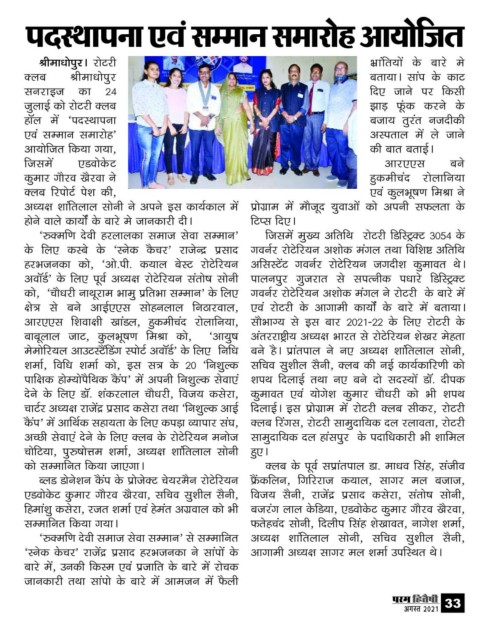 पदस्थापना एवं सम्मान समारोह आयोजित
श्रीमाधोपुर। रोटरी
क्लब श्रीमाधोपुर
सनराइज का 24
जुलाई को रोटरी क्लब
हॉल में 'पदस्थापना
एवं सम्मान समारोह'
आयोजित किया गया,
जिसमें एडवोकेट
कुमार गौरव खैरवा ने
क्लब रिपोर्ट पेश की,
अध्यक्ष शांतिलाल सोनी ने अपने इस कार्यकाल में
होने वाले कार्यों के बारे मे जानकारी दी।
'रुक्मणि देवी हरलालका समाज सेवा सम्मान'
के लिए कस्बे के 'स्नेक कैचर' राजेन्द्र प्रसाद
हरभजनका को, 'ओ.पी. कयाल बेस्ट रोटेरियन
अवॉर्ड' के लिए पूर्व अध्यक्ष रोटेरियन संतोष सोनी
को, 'चौधरी नाथूराम भामु प्रतिभा सम्मान' के लिए
क्षेत्र से बने आईएएस सोहनलाल निठारवाल,
आरएएस शिवाक्षी खांडल, हुकमीचंद रोलानिया,
बाबूलाल जाट, कुलभूषण मिश्रा को, 'आयुष
मेमोरियल आउटस्टैंडिंग स्पोर्ट अवॉर्ड' के लिए निधि
शर्मा, विधि शर्मा को, इस सत्र के 20 'निशुल्क
पाक्षिक होम्योपैथिक कैंप' में अपनी निशुल्क सेवाएं
देने के लिए डॉ. शंकरलाल चौधरी, विजय कसेरा,
चार्टर अध्यक्ष राजेंद्र प्रसाद कसेरा तथा 'निशुल्क आई
कैंप' में आर्थिक सहायता के लिए कपड़ा व्यापार संघ,
अच्छी सेवाएं देने के लिए क्लब के रोटेरियन मनोज
चोटिया, पुरुषोत्तम शर्मा, अध्यक्ष शांतिलाल सोनी
को सम्मानित किया जाएगा।
ब्लड डोनेशन कैंप के प्रोजेक्ट चेयरमैन रोटेरियन
एडवोकेट कुमार गौरव खैरवा, सचिव सुशील सैनी,
हिमांशु कसेरा, रजत शर्मा एवं हेमंत अग्रवाल को भी
सम्मानित किया गया।
'रुक्मणि देवी समाज सेवा सम्मान' से सम्मानित
'स्नेक केचर' राजेंद्र प्रसाद हरभजनका ने सांपों के
बारे में, उनकी किस्म एवं प्रजाति के बारे में रोचक
जानकारी तथा सांपो के बारे में आमजन में फैली
भ्रांतियों के बारे मे
बताया। सांप के काट
दिए जाने पर किसी
झाड़ फूंक करने के
बजाय तुरंत नजदीकी
अस्पताल में ले जाने
की बात बताई।
आरएएस बने
हुकमीचंद रोलानिया
एवं कुलभूषण मिश्रा ने
प्रोग्राम में मौजूद युवाओं को अपनी सफलता के
टिप्स दिए।
जिसमें मुख्य अतिथि रोटरी डिस्ट्रिक्ट 3054 के
गवर्नर रोटेरियन अशोक मंगल तथा विशिष्ट अतिथि
असिस्टेंट गवर्नर रोटेरियन जगदीश कुमावत थे।
पालनपुर गुजरात से सपत्नीक पधारे डिस्ट्रिक्ट
गवर्नर रोटेरियन अशोक मंगल ने रोटरी के बारे में
एवं रोटरी के आगामी कार्यों के बारे में बताया।
सौभाग्य से इस बार 2021-22 के लिए रोटरी के
अंतरराष्ट्रीय अध्यक्ष भारत से रोटेरियन शेखर मेहता
बने है। प्रांतपाल ने नए अध्यक्ष शांतिलाल सोनी,
सचिव सुशील सैनी, क्लब की नई कार्यकारिणी को
शपथ दिलाई तथा नए बने दो सदस्यों डॉ. दीपक
कुमावत एवं योगेश कुमार चौधरी को भी शपथ
दिलाई। इस प्रोग्राम में रोटरी क्लब सीकर, रोटरी
क्लब रिंगस, रोटरी सामुदायिक दल रलावता, रोटरी
सामुदायिक दल हांसपुर के पदाधिकारी भी शामिल
हुए।
क्लब के पूर्व सप्रांतपाल डा. माधव सिंह, संजीव
फ्रैंकलिन, गिरिराज कयाल, सागर मल बजाज,
विजय सैनी, राजेंद्र प्रसाद कसेरा, संतोष सोनी,
बजरंग लाल केडिया, एडवोकेट कुमार गौरव खैरवा,
फतेहचंद सोनी, दिलीप सिंह शेखावत, नागेश शर्मा,
अध्यक्ष शांतिलाल सोनी, सचिव सुशील सैनी,
आगामी अध्यक्ष सागर मल शर्मा उपस्थित थे।
परम हितैषी
अगस्त 2021 33